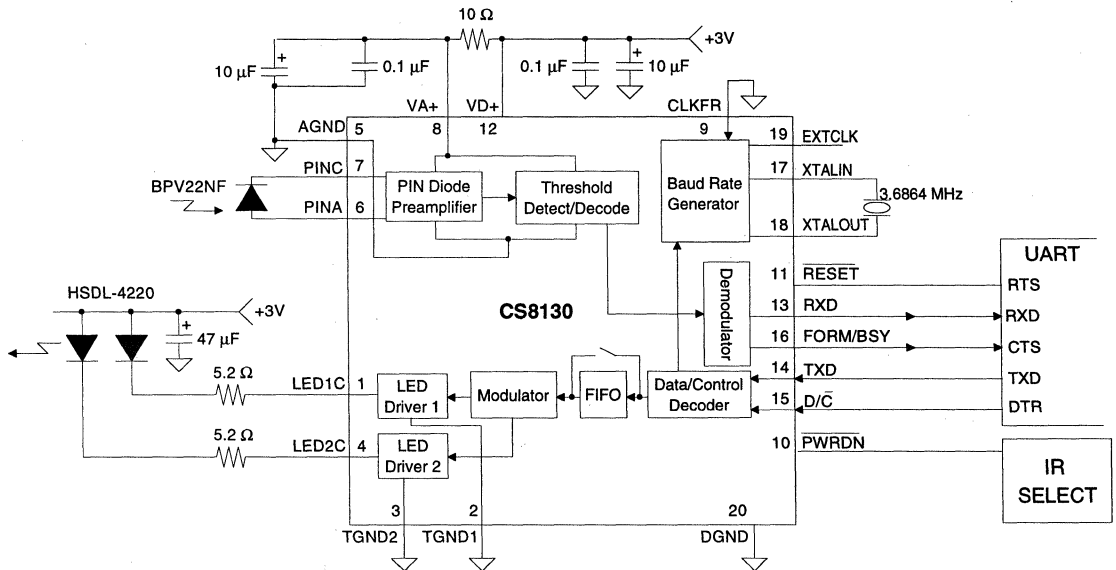 10 Ω
+3V
10 µF
+
0.1 µF
0.1 µF
+
10 µF
VA+
VD+
CLKFR
AGND
5
8
12
9
19
EXTCLK
PINC
7
17
XTALIN
BPV22NF
PIN Diode
Preamplifier
Threshold
Detect/Decode
Baud Rate
Generator
3.6864 MHz
PINA
6
18
XTALOUT
UART
11
RESET
RTS
HSDL-4220
+3V
CS8130
Demodulator
13
RXD
RXD
+
47 µF
16
FORM/BSY
CTS
5.2 Ω
LED1C
1
LED
Driver 1
Modulator
FIFO
Data/Control
Decoder
14
TXD
TXD
15
D/C
DTR
5.2 Ω
LED2C
4
LED
Driver 2
10
PWRDN
IR
SELECT
3
2
20
TGND2
TGND1
DGND